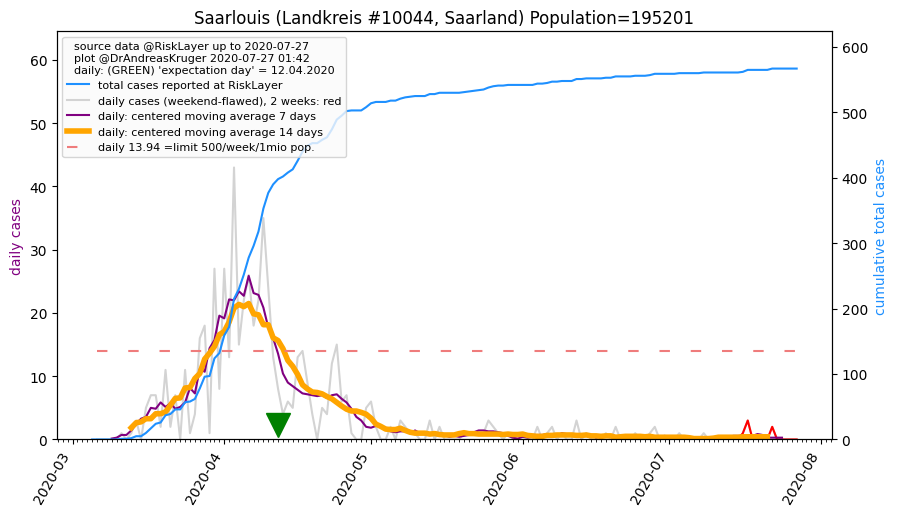 Saarlouis (Landkreis #10044, Saarland) Population=195201
source data @RiskLayer up to 2020-07-27
plot @DrAndreasKruger 2020-07-27 01:42
daily: (GREEN) 'expectation day' = 12.04.2020
total cases reported at RiskLayer
daily cases (weekend-flawed), 2 weeks: red
daily: centered moving average 7 days
daily: centered moving average 14 days
daily 13.94 =limit 500/week/1mio pop.
daily cases
60
50
40
30
20
10
0
cumulative total cases
600
500
400
300
200
100
0
2020-03
2020-04
2020-05
2020-06
2020-07
2020-08